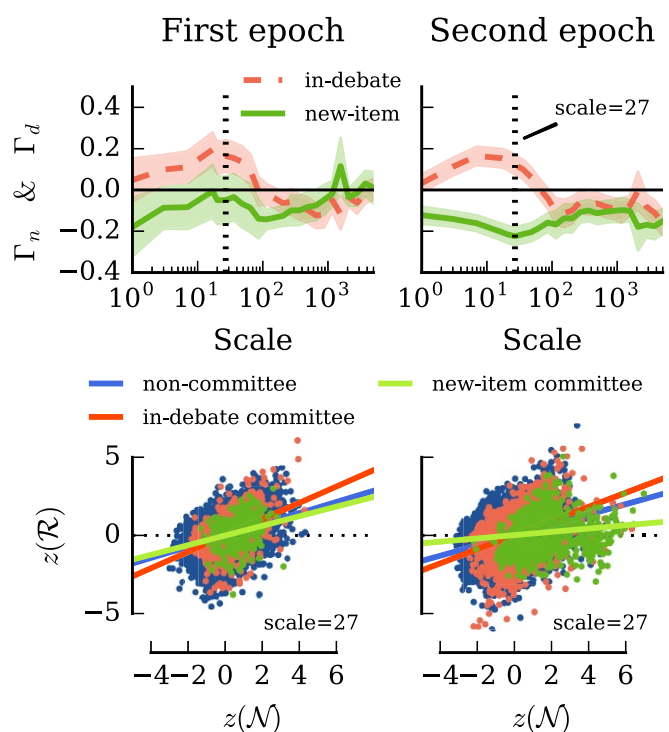 First epoch
Second epoch
in-debate
new-item
scale=27
Γn & Γd
0.4
0.2
0.0
−0.2
−0.4
10^0 10^1 10^2 10^3
10^0 10^1 10^2 10^3
Scale
Scale
non-committee
in-debate committee
new-item committee
z(R)
5
0
−5
scale=27
scale=27
−4 −2 0 2 4 6
−4 −2 0 2 4 6
z(N)
z(N)